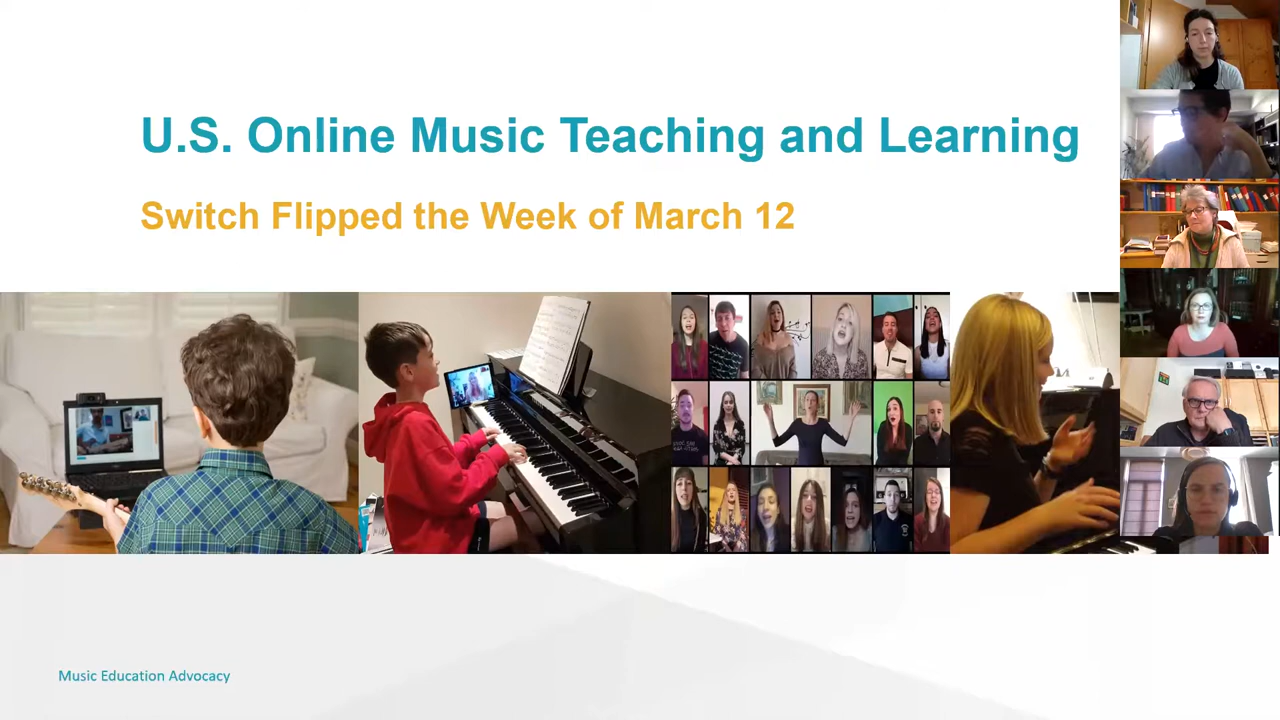 U.S. Online Music Teaching and Learning
Switch Flipped the Week of March 12
Music Education Advocacy